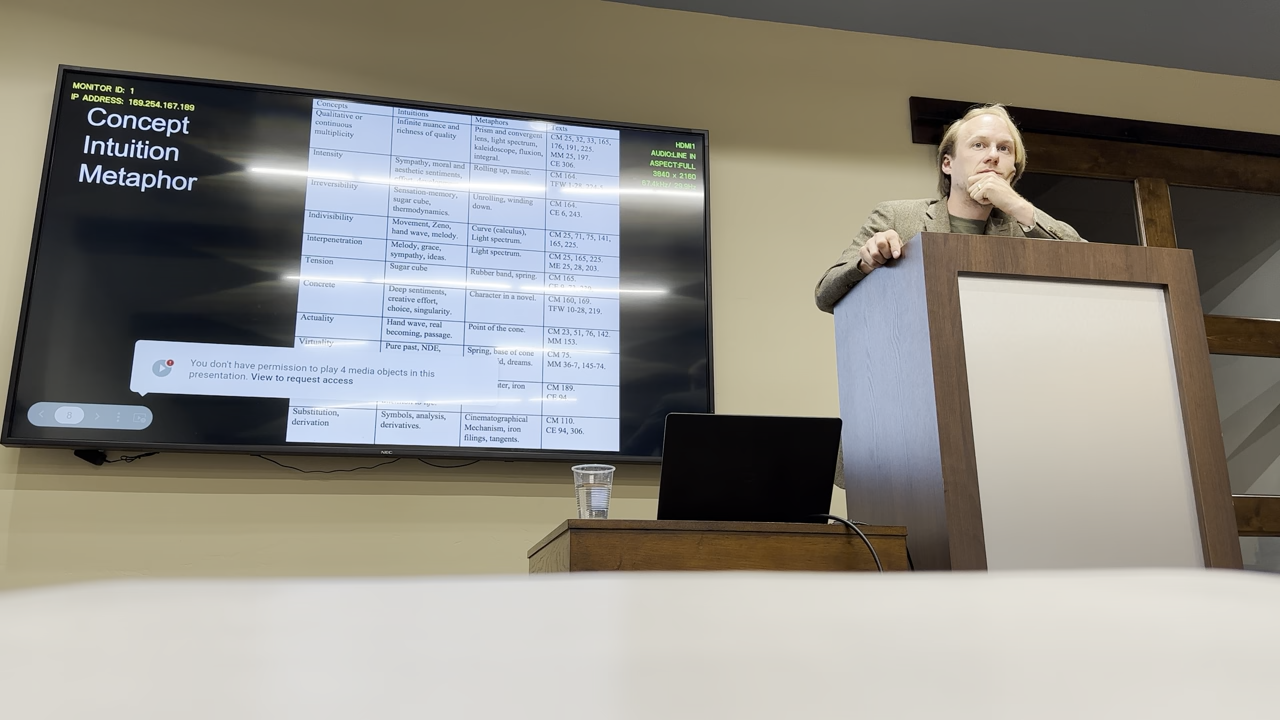 MONITOR ID: 1
IP ADDRESS: 169.254.167.189
Concept
Intuition
Metaphor
HDMI1
AUDIO:LINE IN
ASPECT:FULL
3840 x 2160
Concepts Intuitions Metaphors Texts
Qualitative or
continuous
multiplicity
Infinite nuance and
richness of quality
Prism and convergent
lens, light spectrum,
kaleidoscope, fluxion,
integral.
CM 25, 32, 33, 165,
176, 191, 225.
MM 25, 197.
CE 306.
Intensity
Sympathy, moral and
aesthetic sentiments,
Rolling up, music.
CM 164.
Irreversibility
Sensation-memory,
sugar cube,
thermodynamics.
Unrolling, winding
down.
CM 164.
CE 6, 243.
Indivisibility
Movement, Zeno,
hand wave, melody.
Curve (calculus),
Light spectrum.
CM 25, 71, 75, 141,
165, 225.
Interpenetration
Melody, grace,
sympathy, ideas.
Light spectrum.
CM 25, 165, 225.
ME 25, 28, 203.
Tension
Sugar cube
Rubber band, spring.
CM 165.
Concrete
Deep sentiments,
creative effort,
choice, singularity.
Character in a novel.
CM 160, 169.
TFW 10-28, 219.
Actuality
Hand wave, real
becoming, passage.
Point of the cone.
CM 23, 51, 76, 142.
MM 153.
Virtuality
Pure past, NDE,
Spring, base of cone
dreams.
CM 75.
MM 36-7, 145-74.
iron
CM 189.
CE 94.
Substitution,
derivation
Symbols, analysis,
derivatives.
Cinematographical
Mechanism, iron
filings, tangents.
CM 110.
CE 94, 306.
You don't have permission to play 4 media objects in this
presentation. View to request access
8
NEC